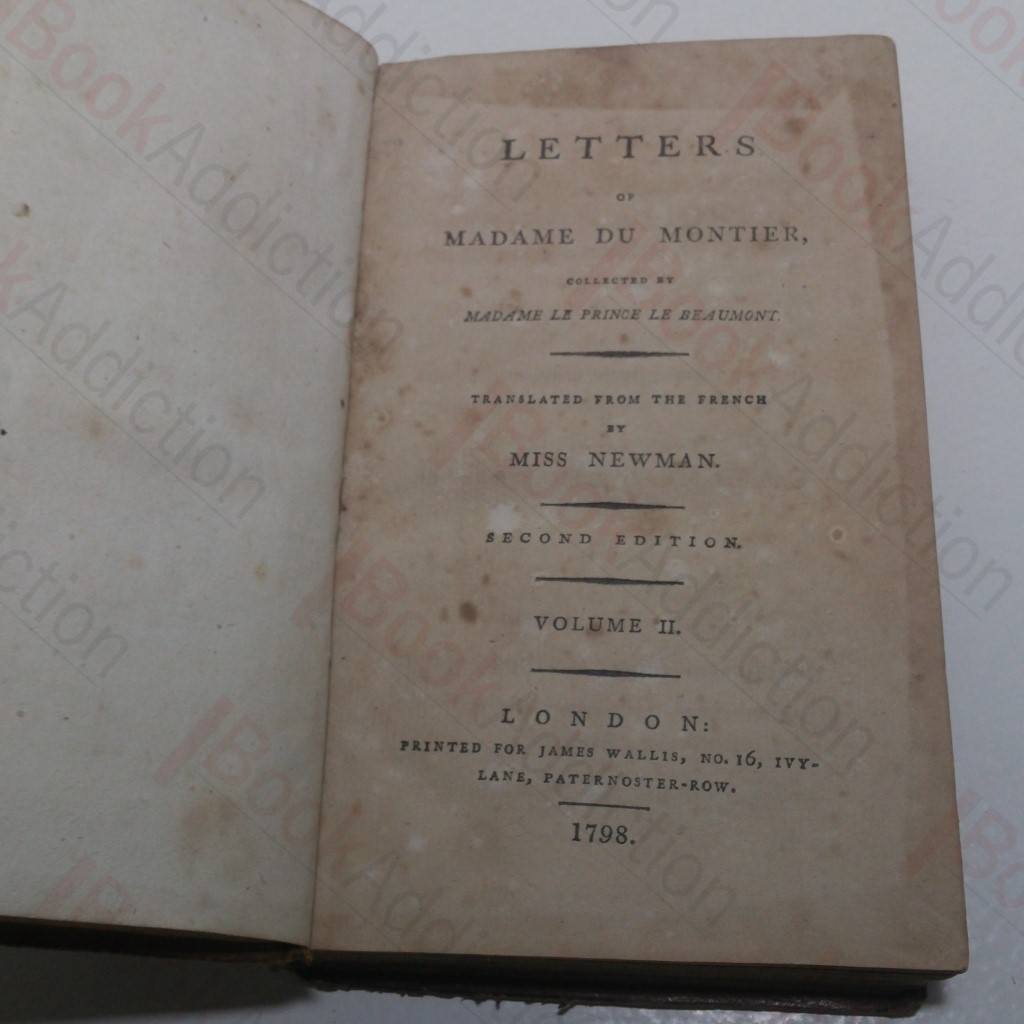 LETTERS
OF
MADAME DU MONTIER,
COLLECTED BY
MADAME LE PRINCE LE BEAUMONT.
TRANSLATED FROM THE FRENCH
BY
MISS NEWMAN.
SECOND EDITION.
VOLUME II.
LONDON:
PRINTED FOR JAMES WALLIS, NO. 16, IVY-
LANE, PATERNOSTER-ROW.
1798.
BookAddiction